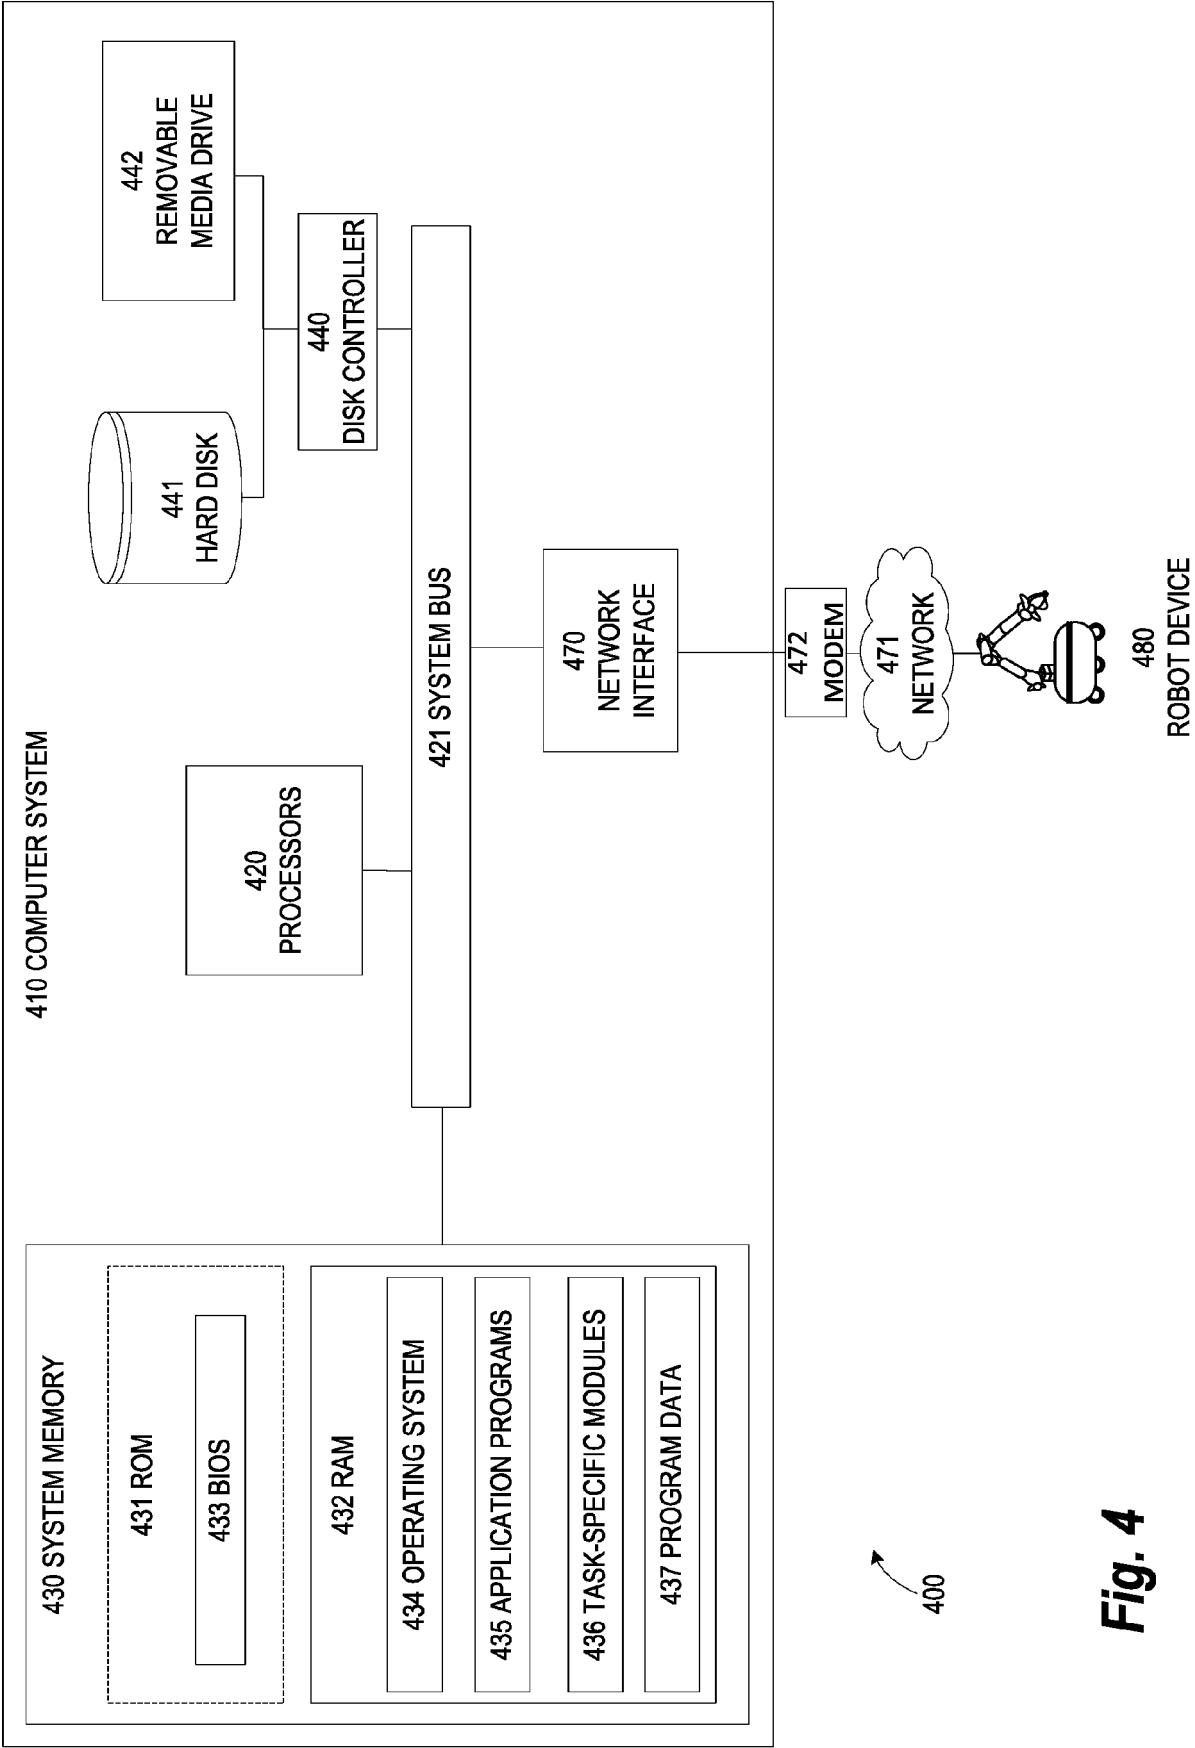 410 COMPUTER SYSTEM
430 SYSTEM MEMORY
431 ROM
433 BIOS
432 RAM
434 OPERATING SYSTEM
435 APPLICATION PROGRAMS
436 TASK-SPECIFIC MODULES
437 PROGRAM DATA
420
PROCESSORS
441
HARD DISK
442
REMOVABLE
MEDIA DRIVE
440
DISK CONTROLLER
421 SYSTEM BUS
470
NETWORK
INTERFACE
472
MODEM
471
NETWORK
480
ROBOT DEVICE
400
Fig. 4